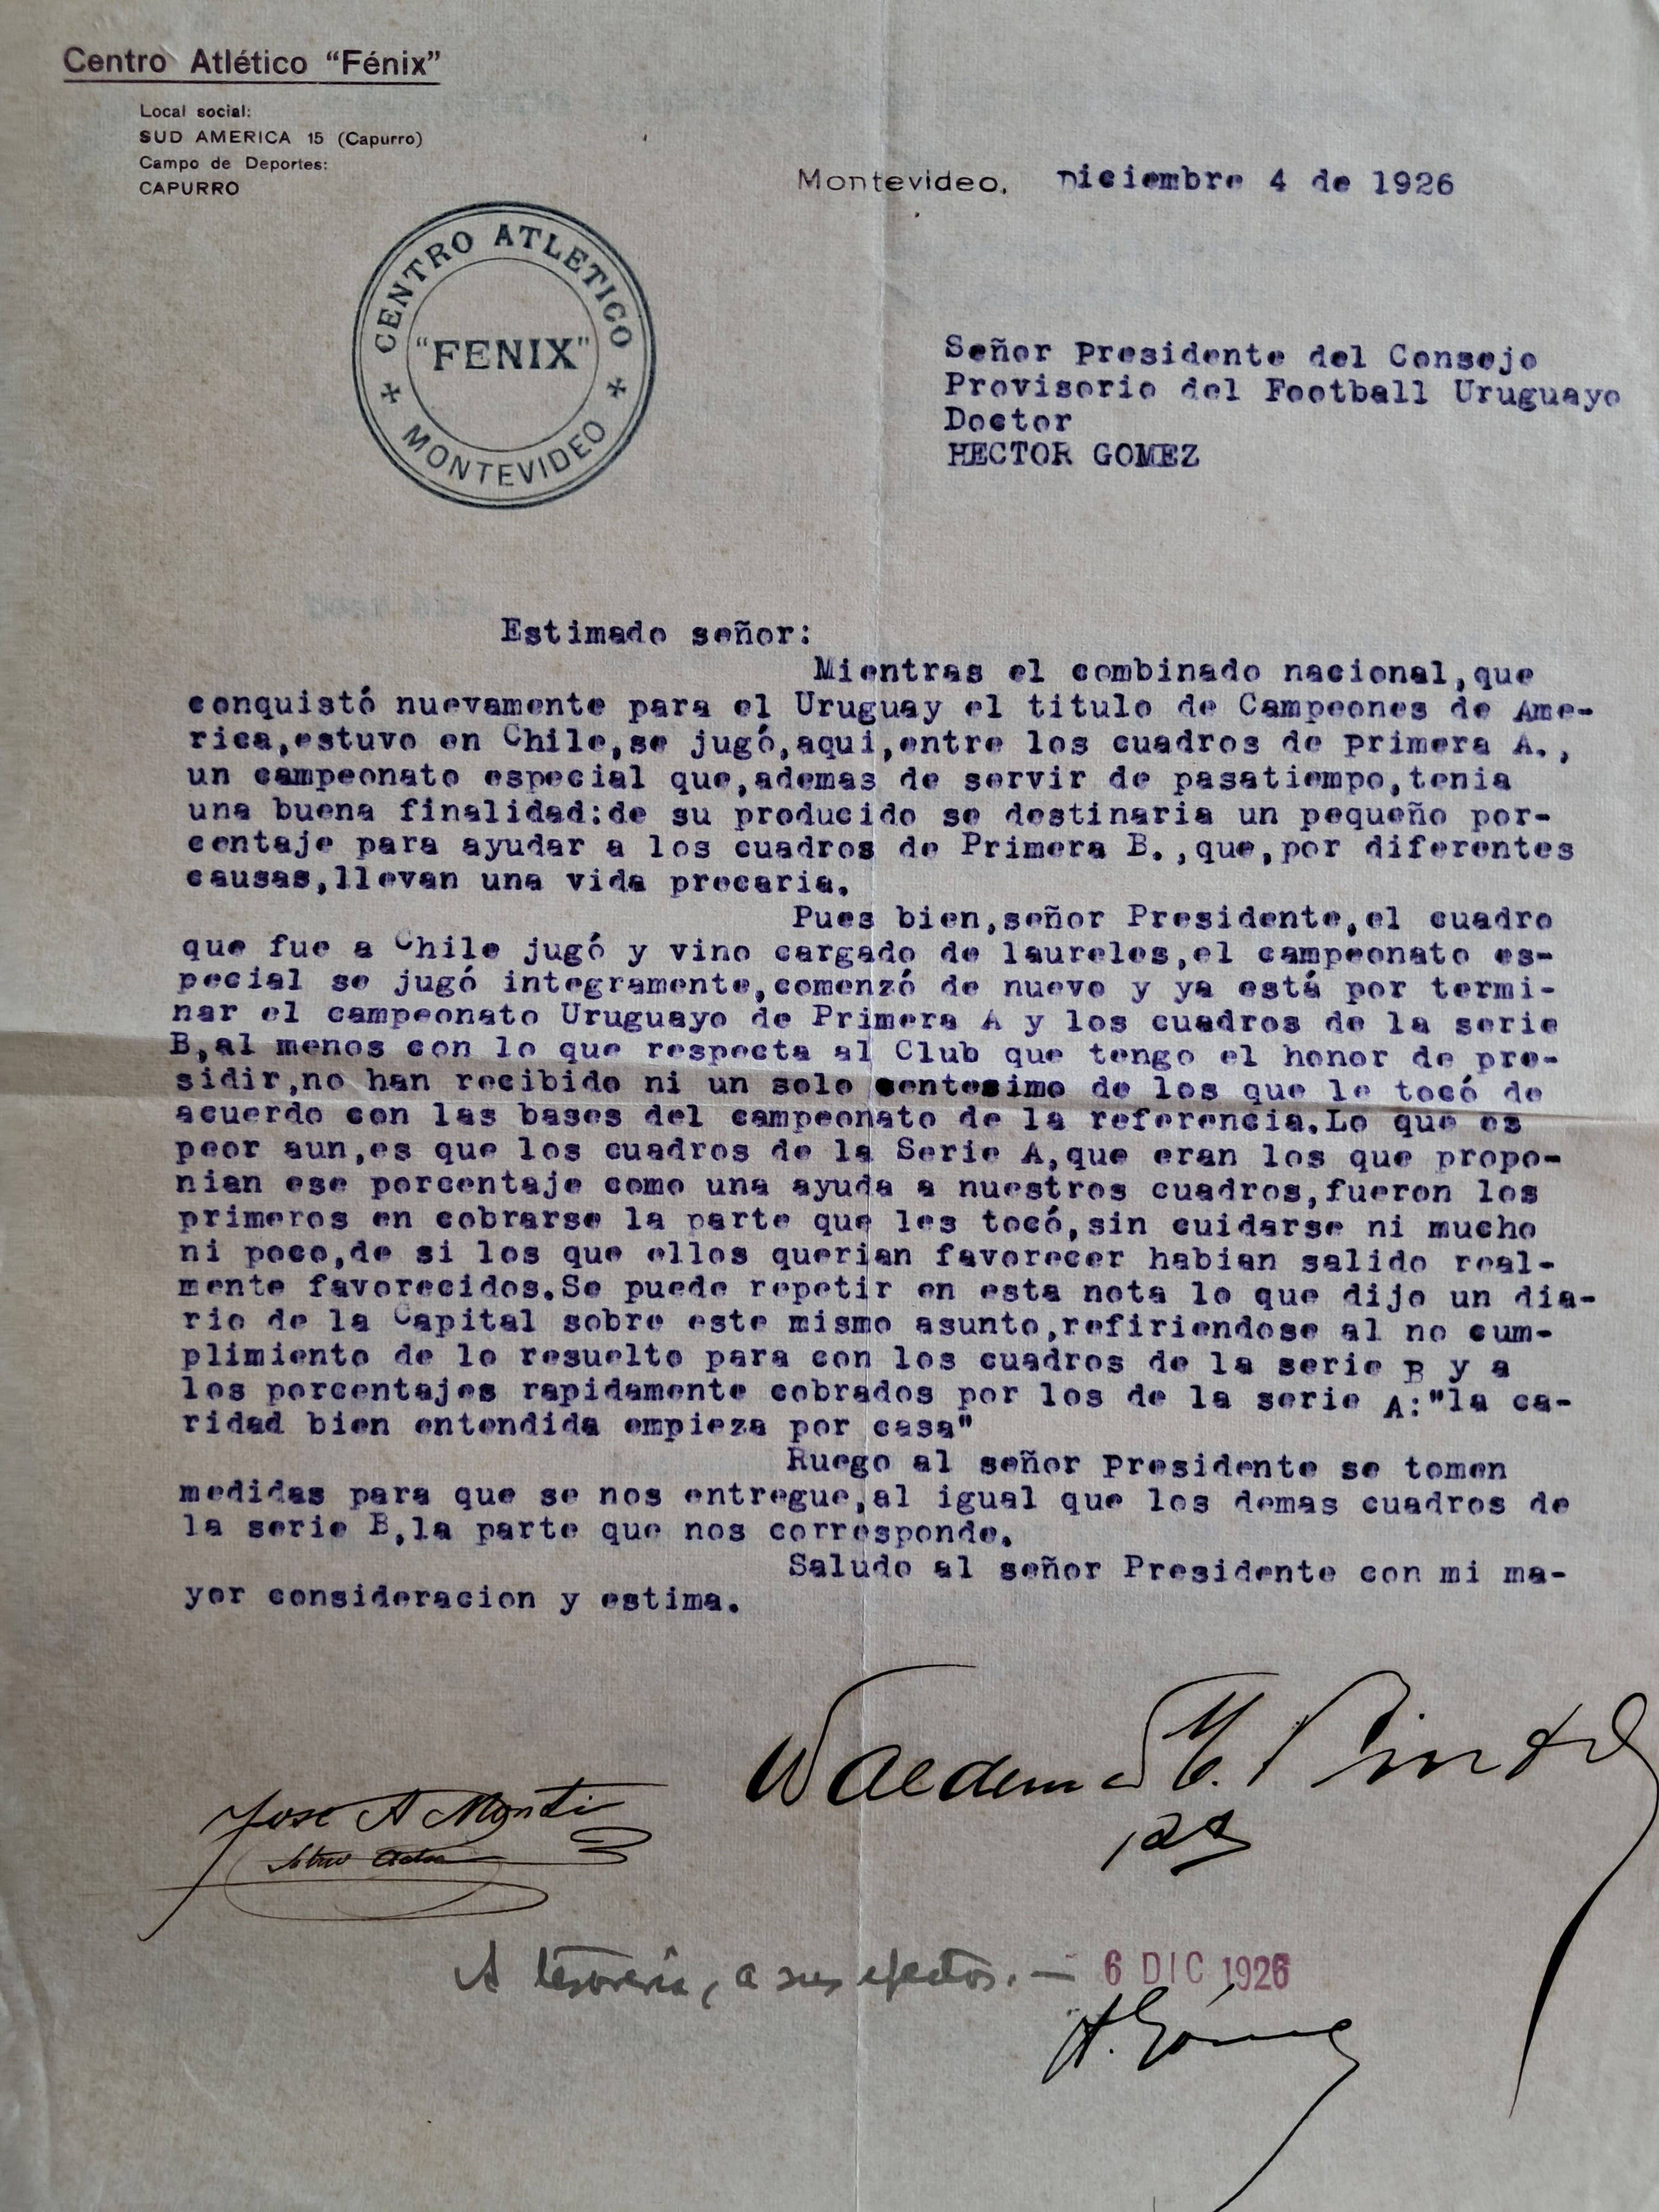 Centro Atlético “Fénix”
Local social:
SUD AMERICA 15 (Capurro)
Campo de Deportes:
CAPURRO
Montevideo, Diciembre 4 de 1926
CENTRO ATLETICO
"FENIX"
MONTEVIDEO
Señor Presidente del Consejo
Provisorio del Football Uruguayo
Doctor
HECTOR GOMEZ
Estimado señor:
Mientras el combinado nacional,que
conquistó nuevamente para el Uruguay el titulo de Campeones de Ame-
rica,estuvo en Chile,se jugó,aqui,entre los cuadros de primera A.,
un campeonato especial que,ademas de servir de pasatiempo,tenia
una buena finalidad:de su producido se destinaria un pequeño por-
centaje para ayudar a los cuadros de Primera B.,que,por diferentes
causas,llevan una vida precaria.
Pues bien,señor Presidente,el cuadro
que fue a Chile jugó y vino cargado de laureles,el campeonato es-
pecial se jugó integramente,comenzó de nuevo y ya está por termi-
nar el campeonato Uruguayo de Primera A y los cuadros de la serie
B,al menos con lo que respecta al Club que tengo el honor de pre-
sidir,no han recibido ni un solo centesimo de los que le tocó de
acuerdo con las bases del campeonato de la referencia.Lo que es
peor aun,es que los cuadros de la Serie A,que eran los que propo-
nian ese porcentaje como una ayuda a nuestros cuadros,fueron los
primeros en cobrarse la parte que les tocó,sin cuidarse ni mucho
ni poco,de si los que ellos querian favorecer habian salido real-
mente favorecidos.Se puede repetir en esta nota lo que dijo un dia-
rio de la Capital sobre este mismo asunto,refiriendose al no cum-
plimiento de lo resuelto para con los cuadros de la serie B y a
los porcentajes rapidamente cobrados por los de la serie A:"la ca-
ridad bien entendida empieza por casa"
Ruego al señor Presidente se tomen
medidas para que se nos entregue,al igual que los demas cuadros de
la serie B,la parte que nos corresponde.
Saludo al señor Presidente con mi ma-
yor consideracion y estima.
Waldemar
José A Monti
A tesorería, a sus efectos. — 6 DIC 1926
H. Gómez